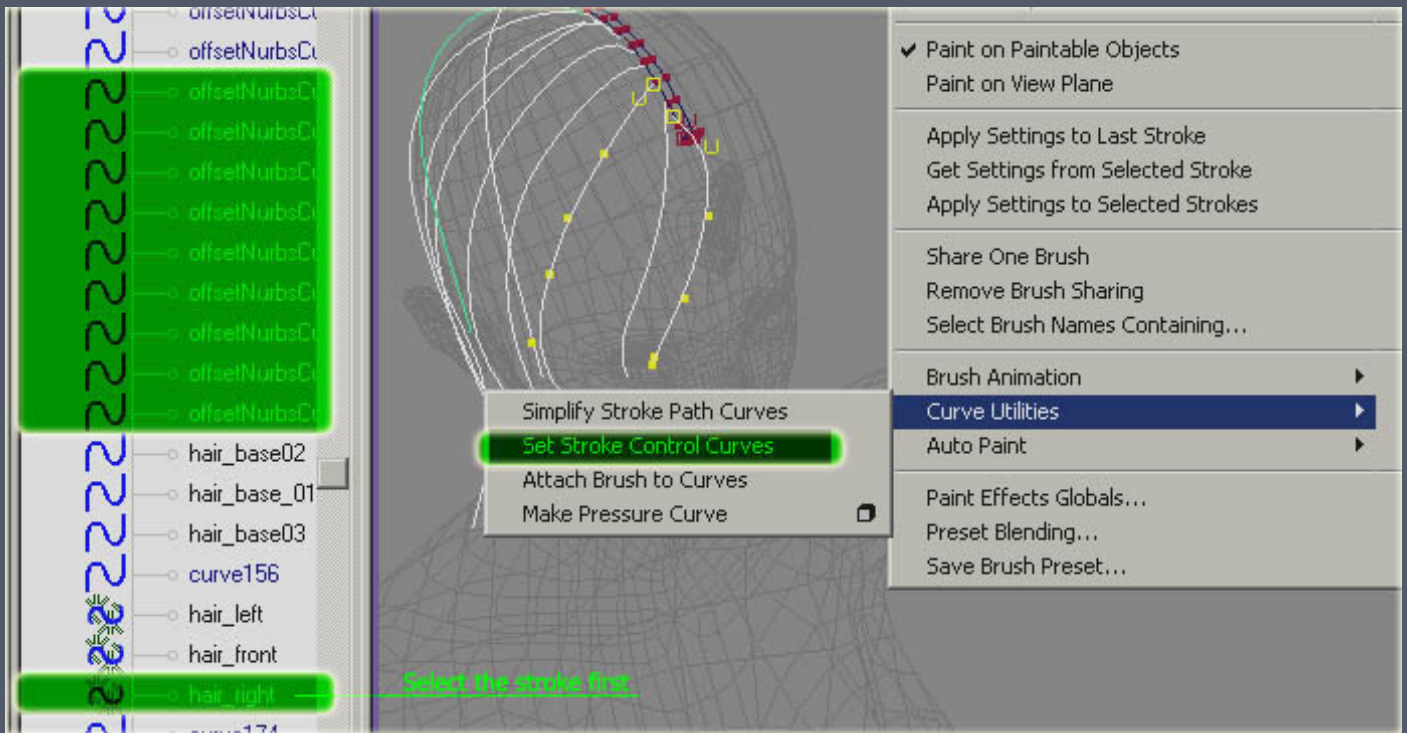 offsetNurbsCu
offsetNurbsCu
offsetNurbsCu
offsetNurbsCu
offsetNurbsCu
offsetNurbsCu
offsetNurbsCu
offsetNurbsCu
offsetNurbsCu
offsetNurbsCu
offsetNurbsCu
hair_base02
hair_base_01
hair_base03
curve156
hair_left
hair_front
hair_right
curve174
Select the stroke first
Simplify Stroke Path Curves
Set Stroke Control Curves
Attach Brush to Curves
Make Pressure Curve
Paint on Paintable Objects
Paint on View Plane
Apply Settings to Last Stroke
Get Settings from Selected Stroke
Apply Settings to Selected Strokes
Share One Brush
Remove Brush Sharing
Select Brush Names Containing...
Brush Animation
Curve Utilities
Auto Paint
Paint Effects Globals...
Preset Blending...
Save Brush Preset...